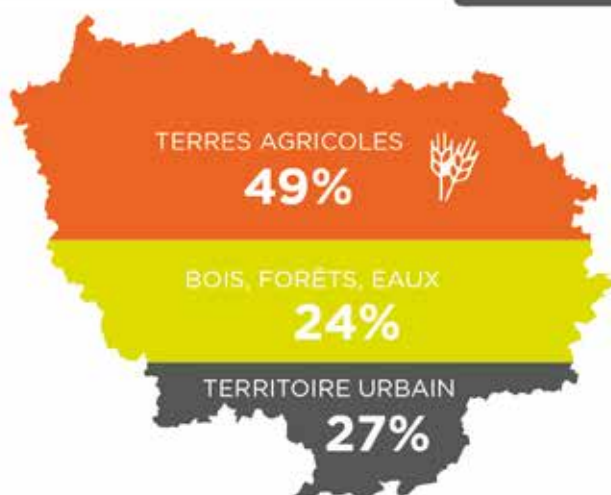 TERRES AGRICOLES
49%
BOIS, FORÊTS, EAUX
24%
TERRITOIRE URBAIN
27%